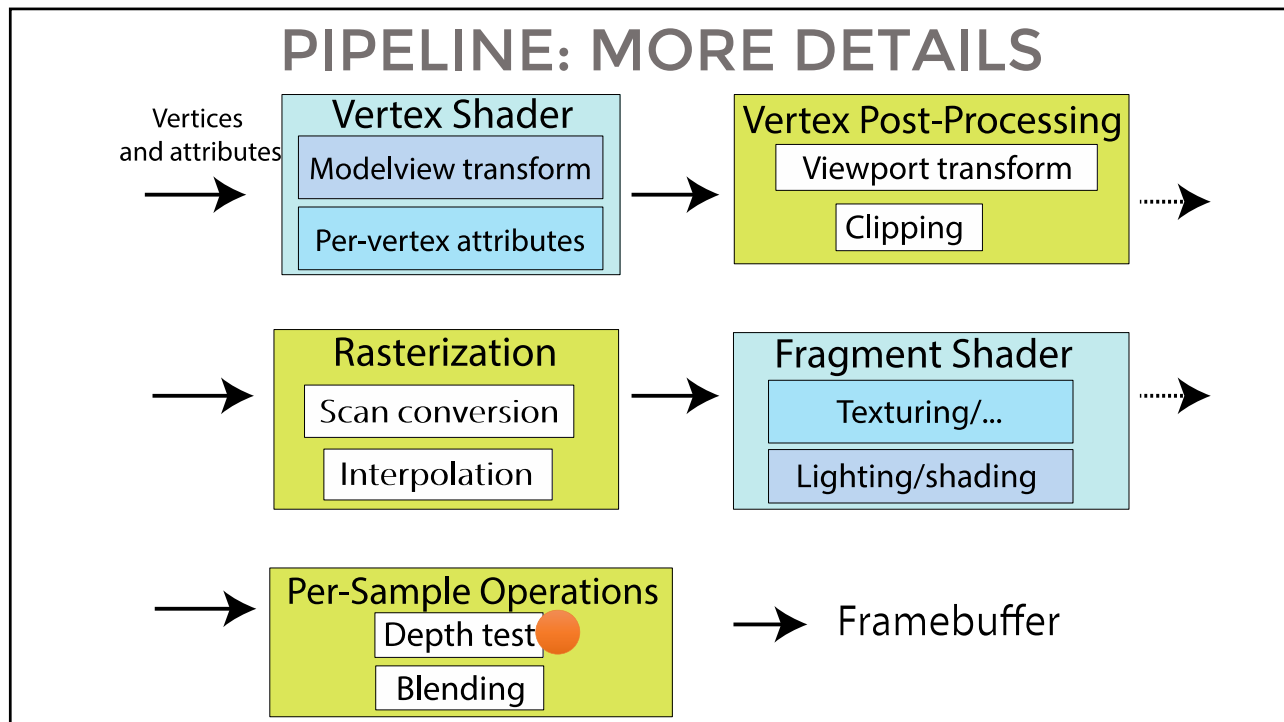 PIPELINE: MORE DETAILS
Vertices
and attributes
Vertex Shader
Modelview transform
Per-vertex attributes
Vertex Post-Processing
Viewport transform
Clipping
Rasterization
Scan conversion
Interpolation
Fragment Shader
Texturing/...
Lighting/shading
Per-Sample Operations
Depth test
Blending
Framebuffer